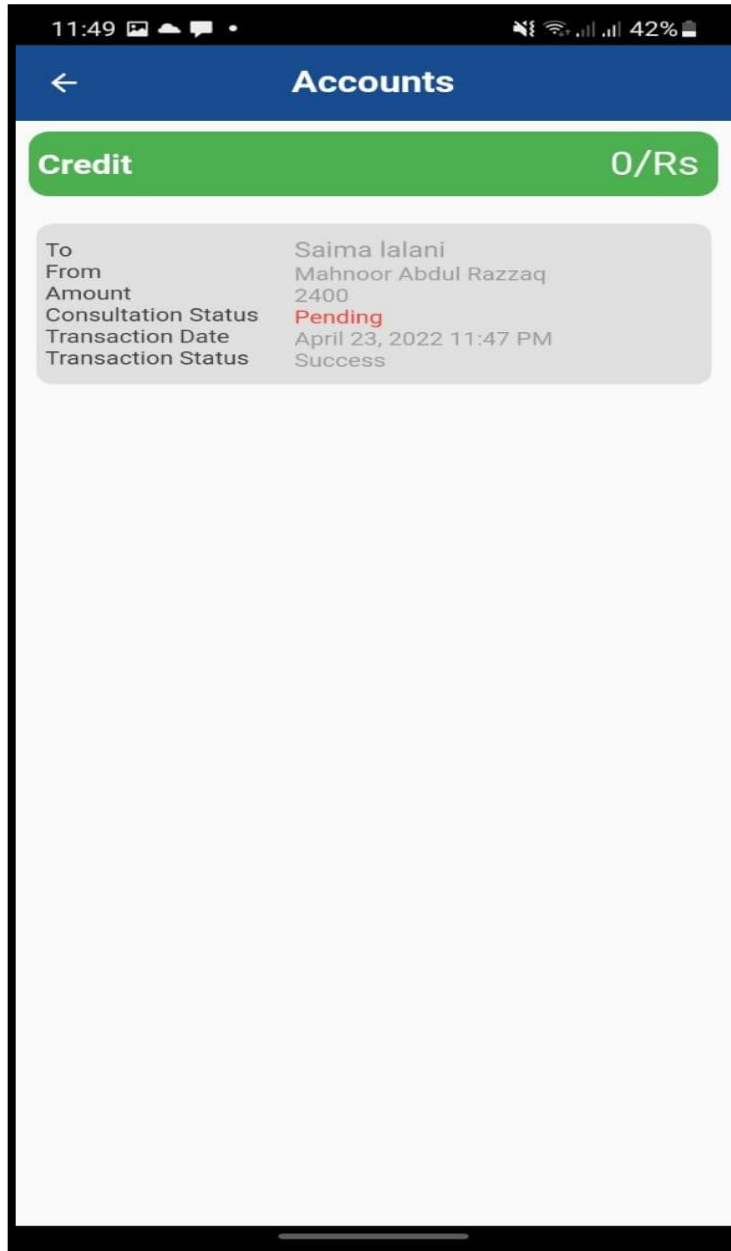 11:49 42%
Accounts
Credit 0/Rs
To Saima lalani
From Mahnoor Abdul Razzaq
Amount 2400
Consultation Status Pending
Transaction Date April 23, 2022 11:47 PM
Transaction Status Success